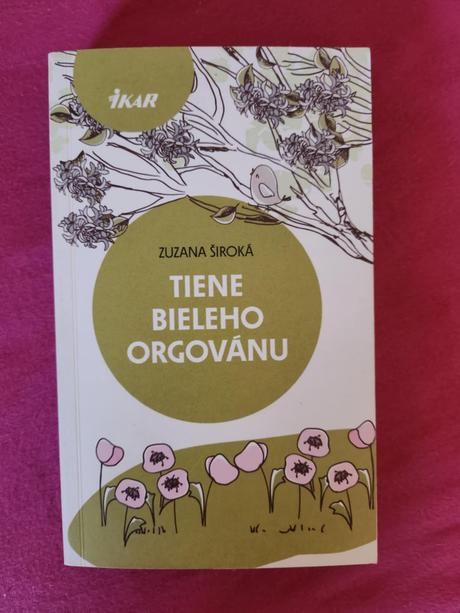 iKAR
ZUZANA ŠIROKÁ
TIENE
BIELEHO
ORGOVÁNU